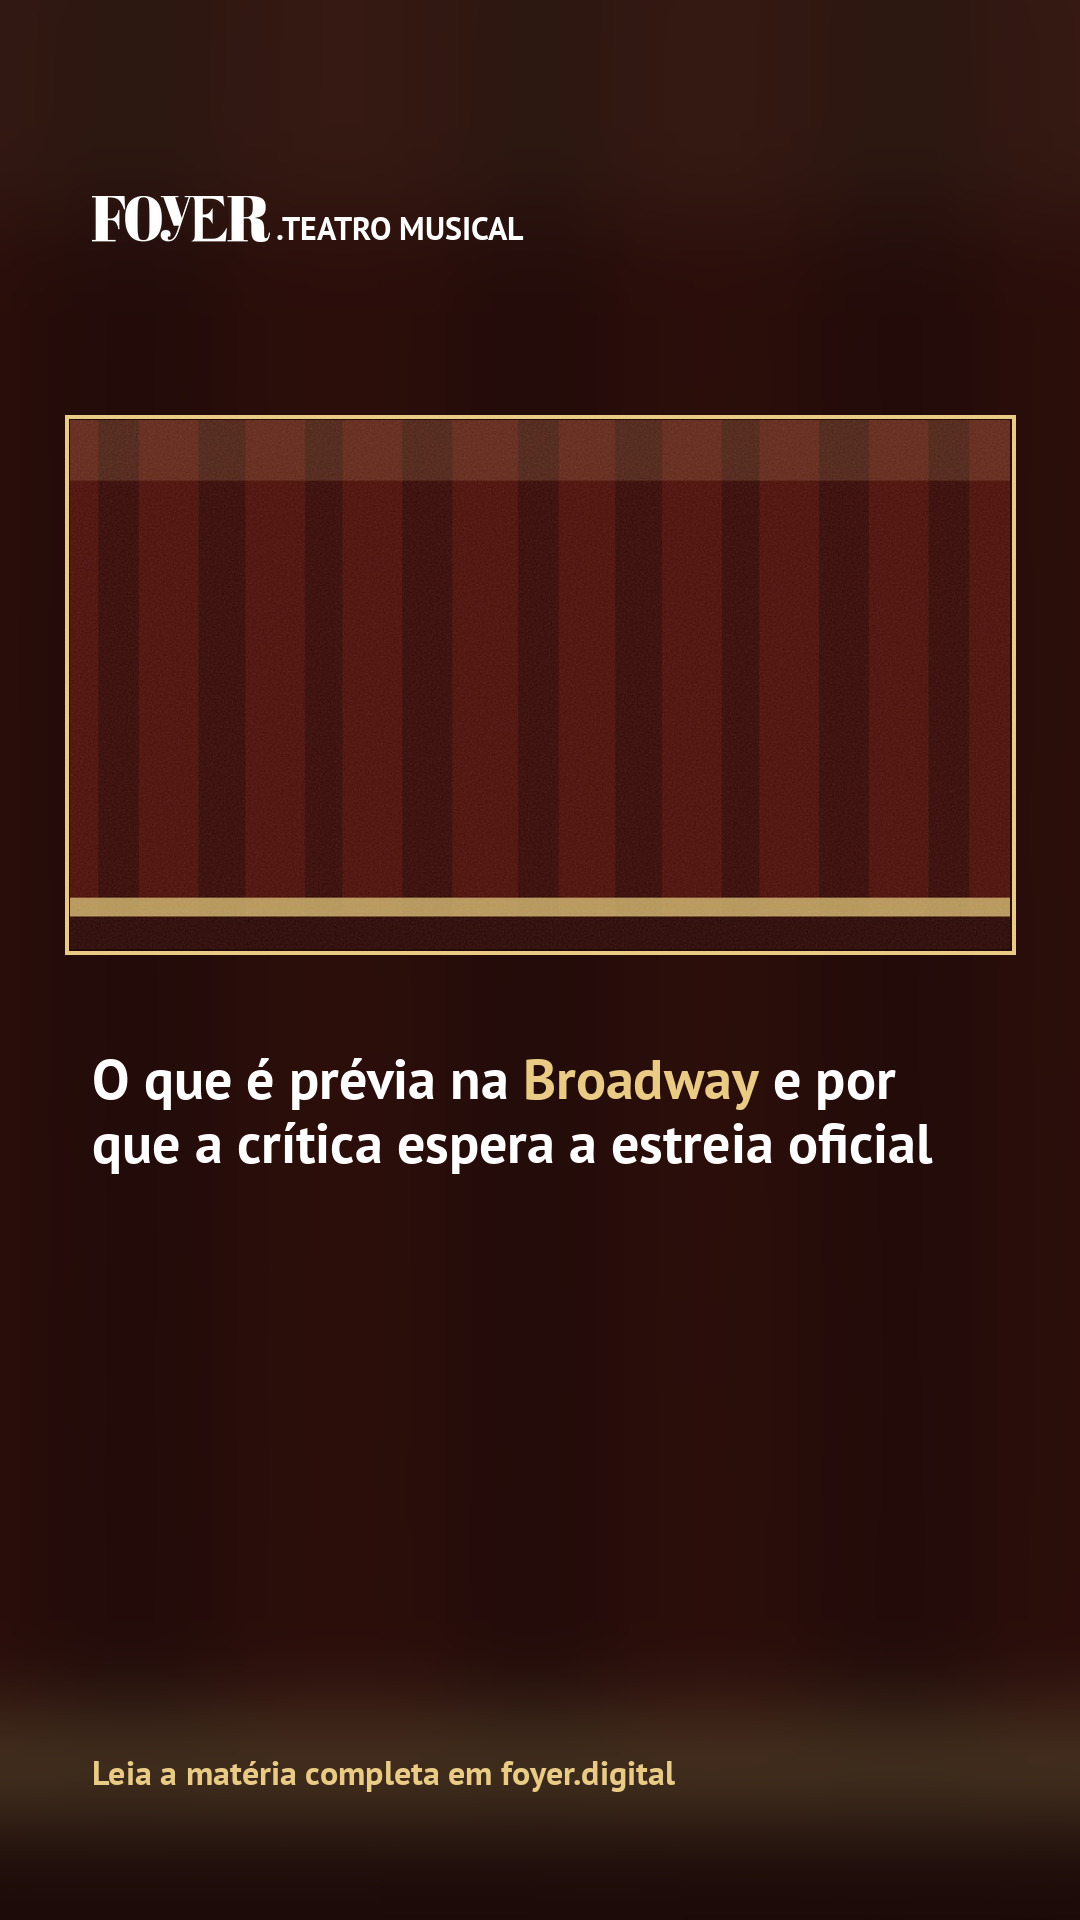 FOYER .TEATRO MUSICAL
O que é prévia na Broadway e por
que a crítica espera a estreia oficial
Leia a matéria completa em foyer.digital